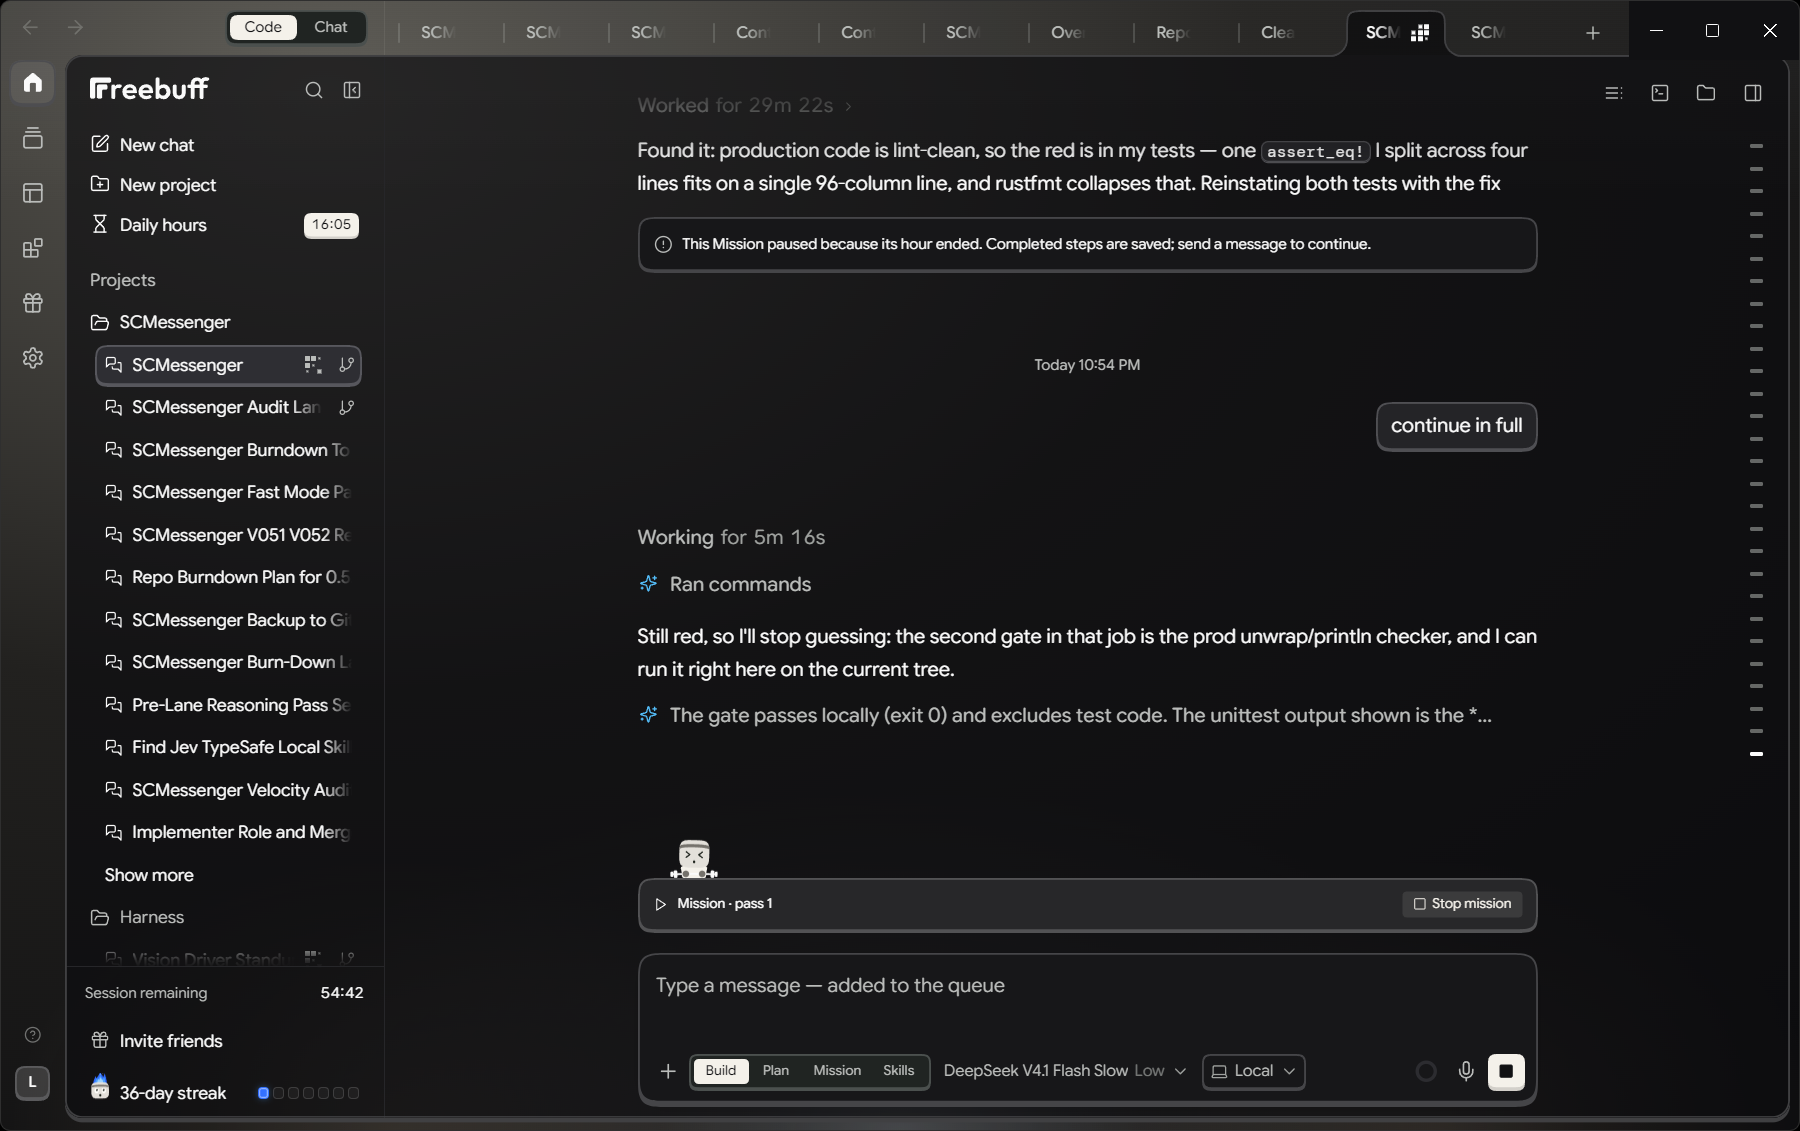 Code
Chat
SCM
SCM
SCM
Con
Con
SCM
Over
Repo
Clea
SCM
SCM
Freebuff
New chat
New project
Daily hours
16:05
Projects
SCMessenger
SCMessenger
SCMessenger Audit Lan
SCMessenger Burndown To
SCMessenger Fast Mode Pa
SCMessenger V051 V052 Re
Repo Burndown Plan for 0.5
SCMessenger Backup to Git
SCMessenger Burn-Down L
Pre-Lane Reasoning Pass Se
Find Jev TypeSafe Local Skil
SCMessenger Velocity Audi
Implementer Role and Merg
Show more
Harness
Vision Driver Standu
Session remaining
54:42
Invite friends
L
36-day streak
Worked for 29m 22s
Found it: production code is lint-clean, so the red is in my tests — one assert_eq! I split across four
lines fits on a single 96-column line, and rustfmt collapses that. Reinstating both tests with the fix
This Mission paused because its hour ended. Completed steps are saved; send a message to continue.
Today 10:54 PM
continue in full
Working for 5m 16s
Ran commands
Still red, so I'll stop guessing: the second gate in that job is the prod unwrap/println checker, and I can
run it right here on the current tree.
The gate passes locally (exit 0) and excludes test code. The unittest output shown is the *...
Mission · pass 1
Stop mission
Type a message — added to the queue
Build
Plan
Mission
Skills
DeepSeek V4.1 Flash Slow Low
Local